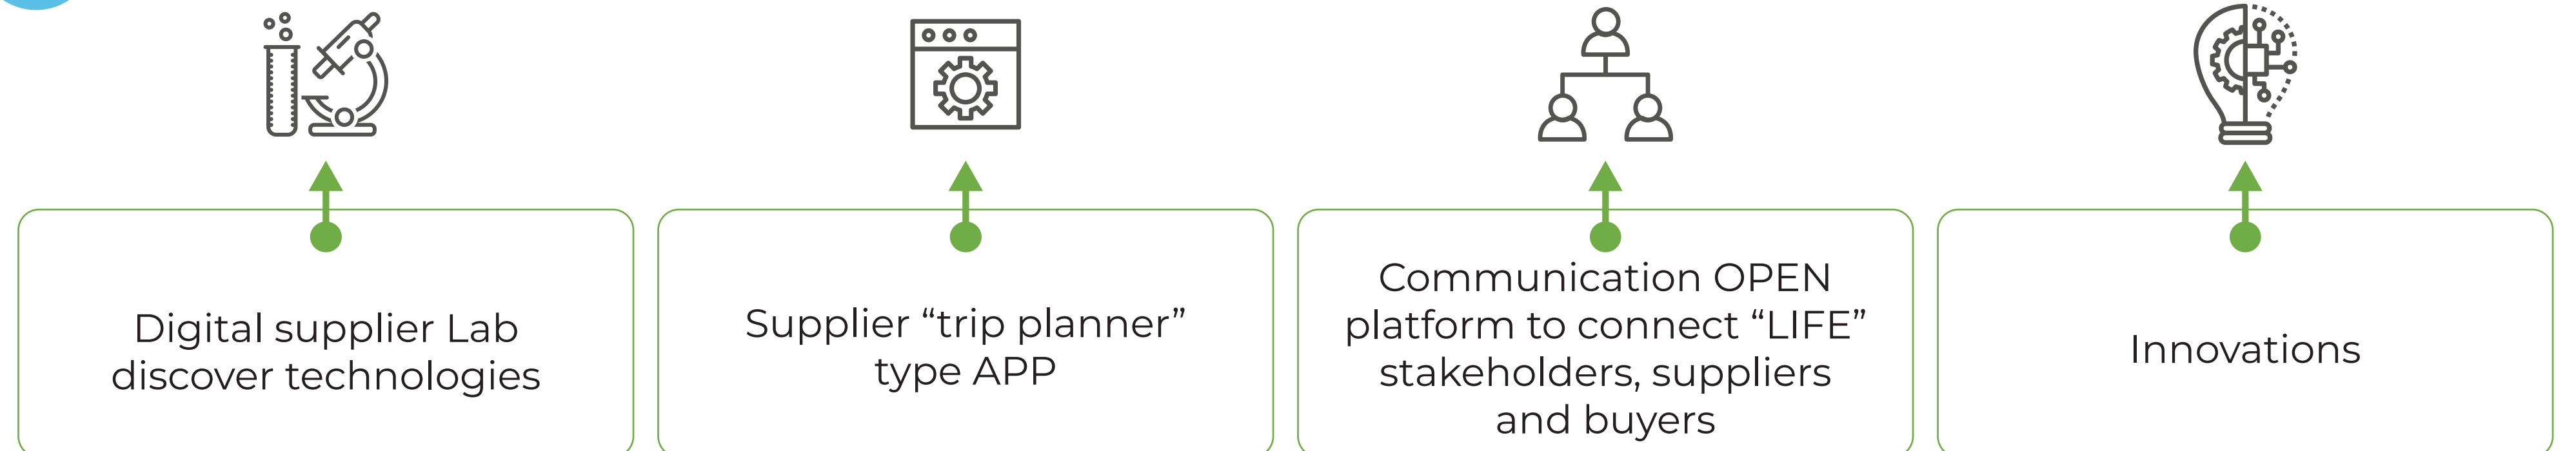 Digital supplier Lab
discover technologies
Supplier “trip planner”
type APP
Communication OPEN
platform to connect “LIFE”
stakeholders, suppliers
and buyers
Innovations